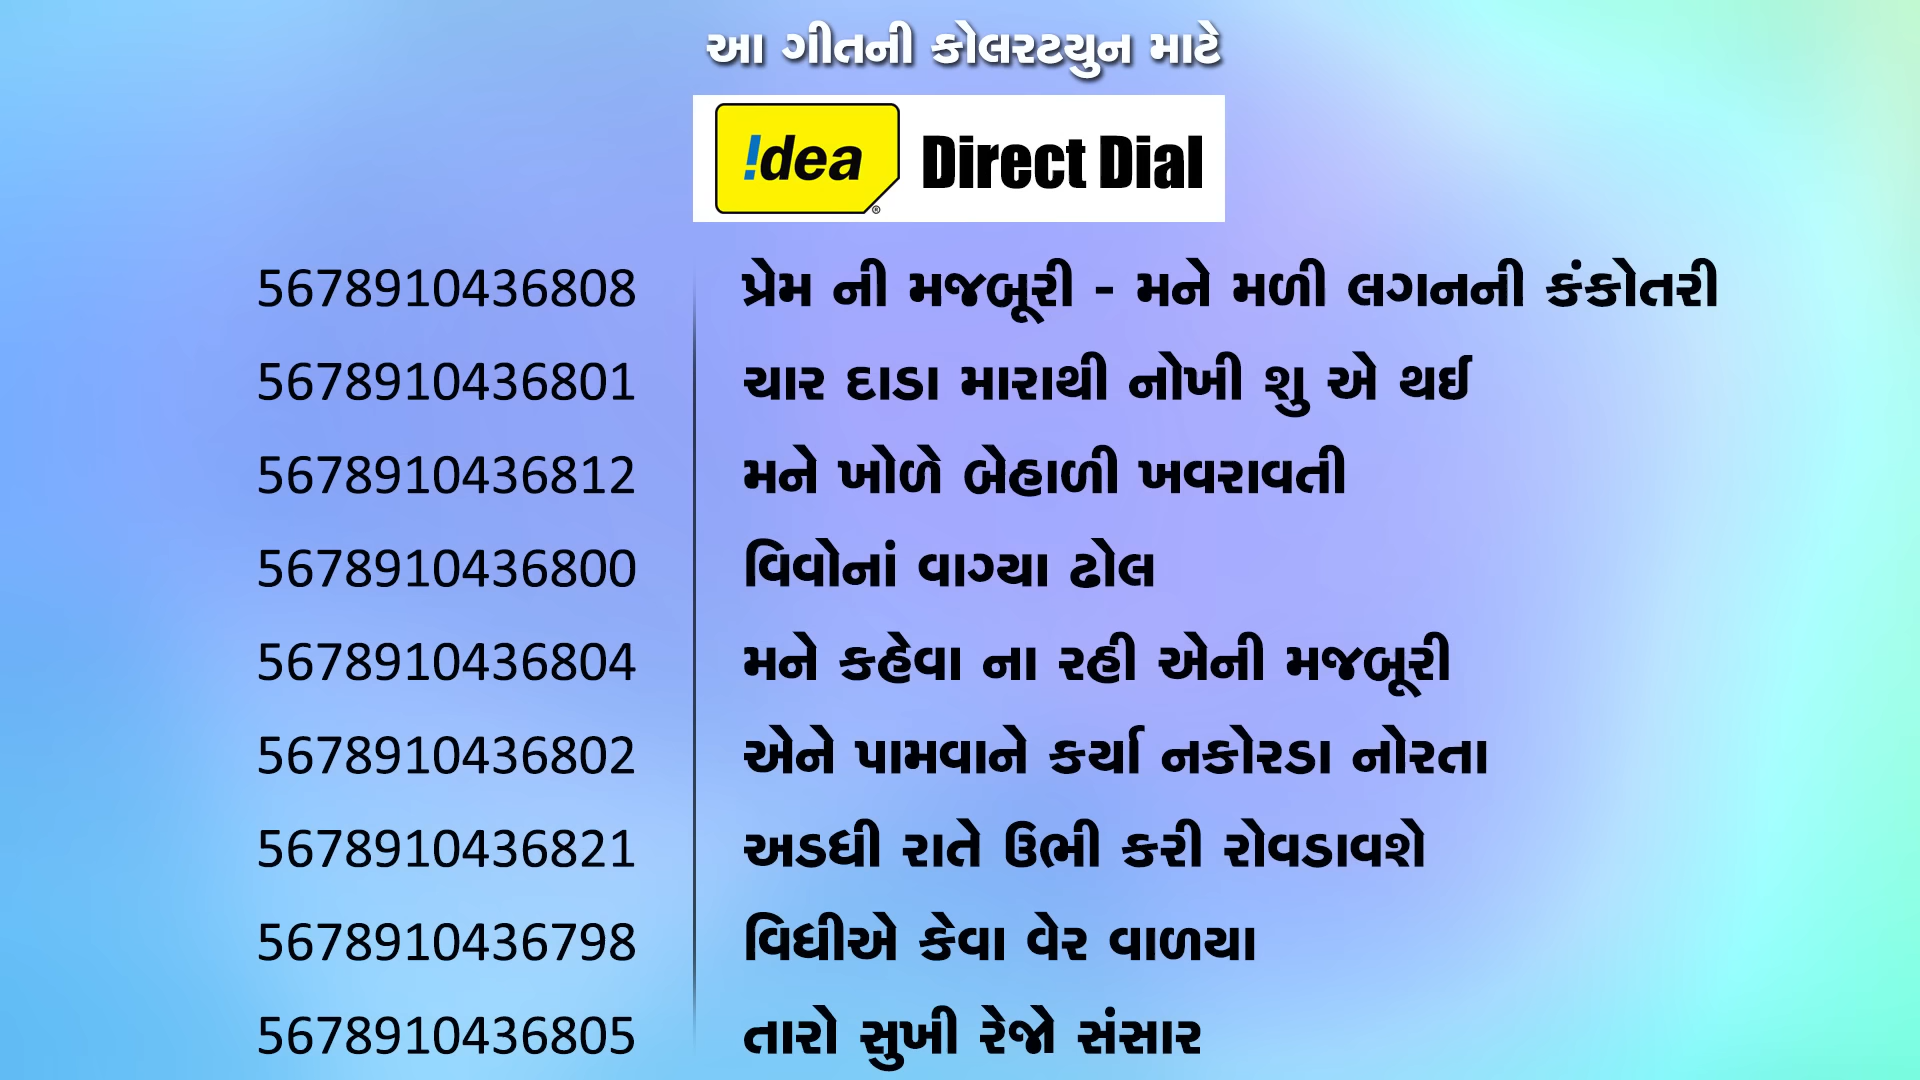 આ ગીતની કોલરટયુન માટે
!dea® Direct Dial
5678910436808 પ્રેમ ની મજબૂરી - મને મળી લગનની કંકોતરી
5678910436801 ચાર દાડા મારાથી નોખી શુ એ થઈ
5678910436812 મને ખોળે બેહાળી ખવરાવતી
5678910436800 વિવોનાં વાગ્યા ઢોલ
5678910436804 મને કહેવા ના રહી એની મજબૂરી
5678910436802 એને પામવાને કર્યા નકોરડા નોરતા
5678910436821 અડધી રાતે ઉભી કરી રોવડાવશે
5678910436798 વિધીએ કેવા વેર વાળયા
5678910436805 તારો સુખી રેજો સંસાર